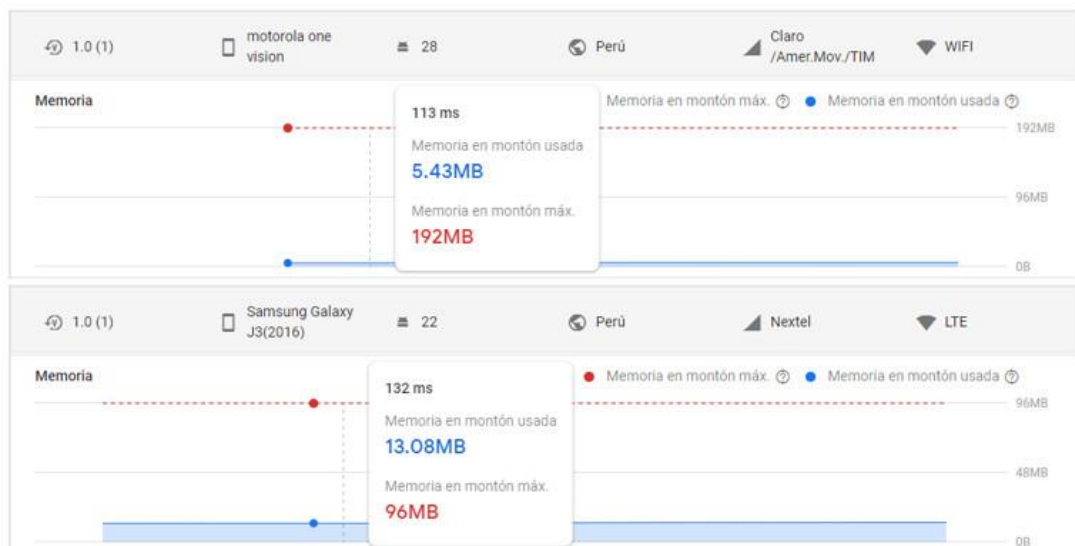 1.0 (1)
motorola one
vision
28
Perú
Claro
/Amer.Mov./TIM
WIFI
Memoria
Memoria en montón máx.
Memoria en montón usada
113 ms
Memoria en montón usada
5.43MB
Memoria en montón máx.
192MB
192MB
96MB
0B
1.0 (1)
Samsung Galaxy
J3(2016)
22
Perú
Nextel
LTE
Memoria
Memoria en montón máx.
Memoria en montón usada
132 ms
Memoria en montón usada
13.08MB
Memoria en montón máx.
96MB
96MB
48MB
0B